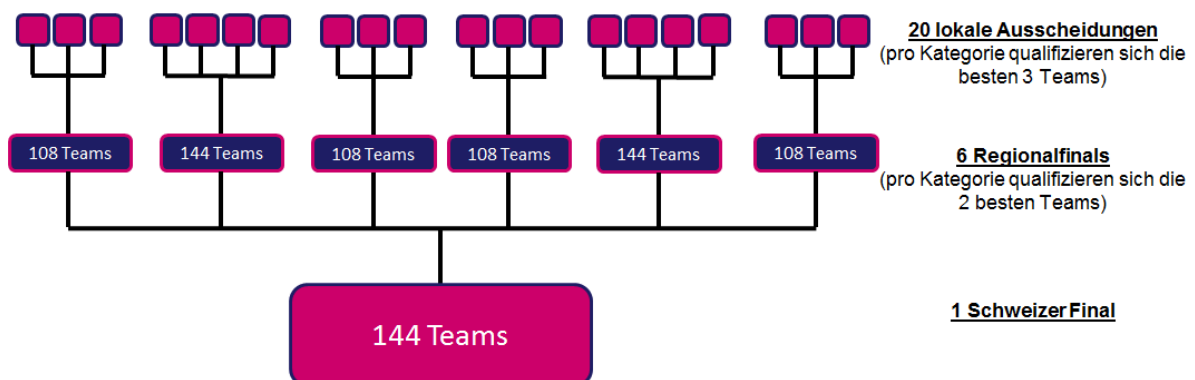 20 lokale Ausscheidungen
(pro Kategorie qualifizieren sich die
besten 3 Teams)
108 Teams
144 Teams
108 Teams
108 Teams
144 Teams
108 Teams
6 Regionalfinals
(pro Kategorie qualifizieren sich die
2 besten Teams)
144 Teams
1 Schweizer Final